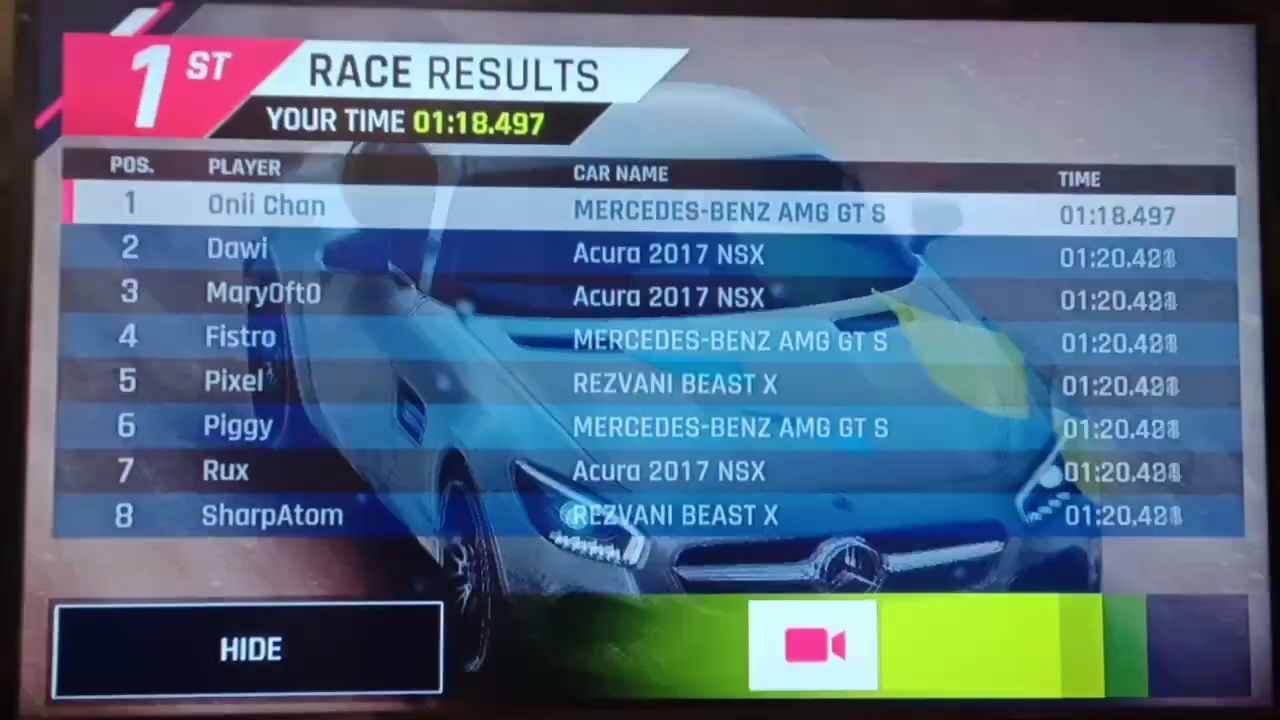 1 ST
RACE RESULTS
YOUR TIME 01:18.497
POS. PLAYER CAR NAME TIME
1 Onii Chan MERCEDES-BENZ AMG GT S 01:18.497
2 Dawi Acura 2017 NSX
3 MaryOft0 Acura 2017 NSX
4 Fistro MERCEDES-BENZ AMG GT S
5 Pixel REZVANI BEAST X
6 Piggy MERCEDES-BENZ AMG GT S
7 Rux Acura 2017 NSX
8 SharpAtom REZVANI BEAST X
HIDE